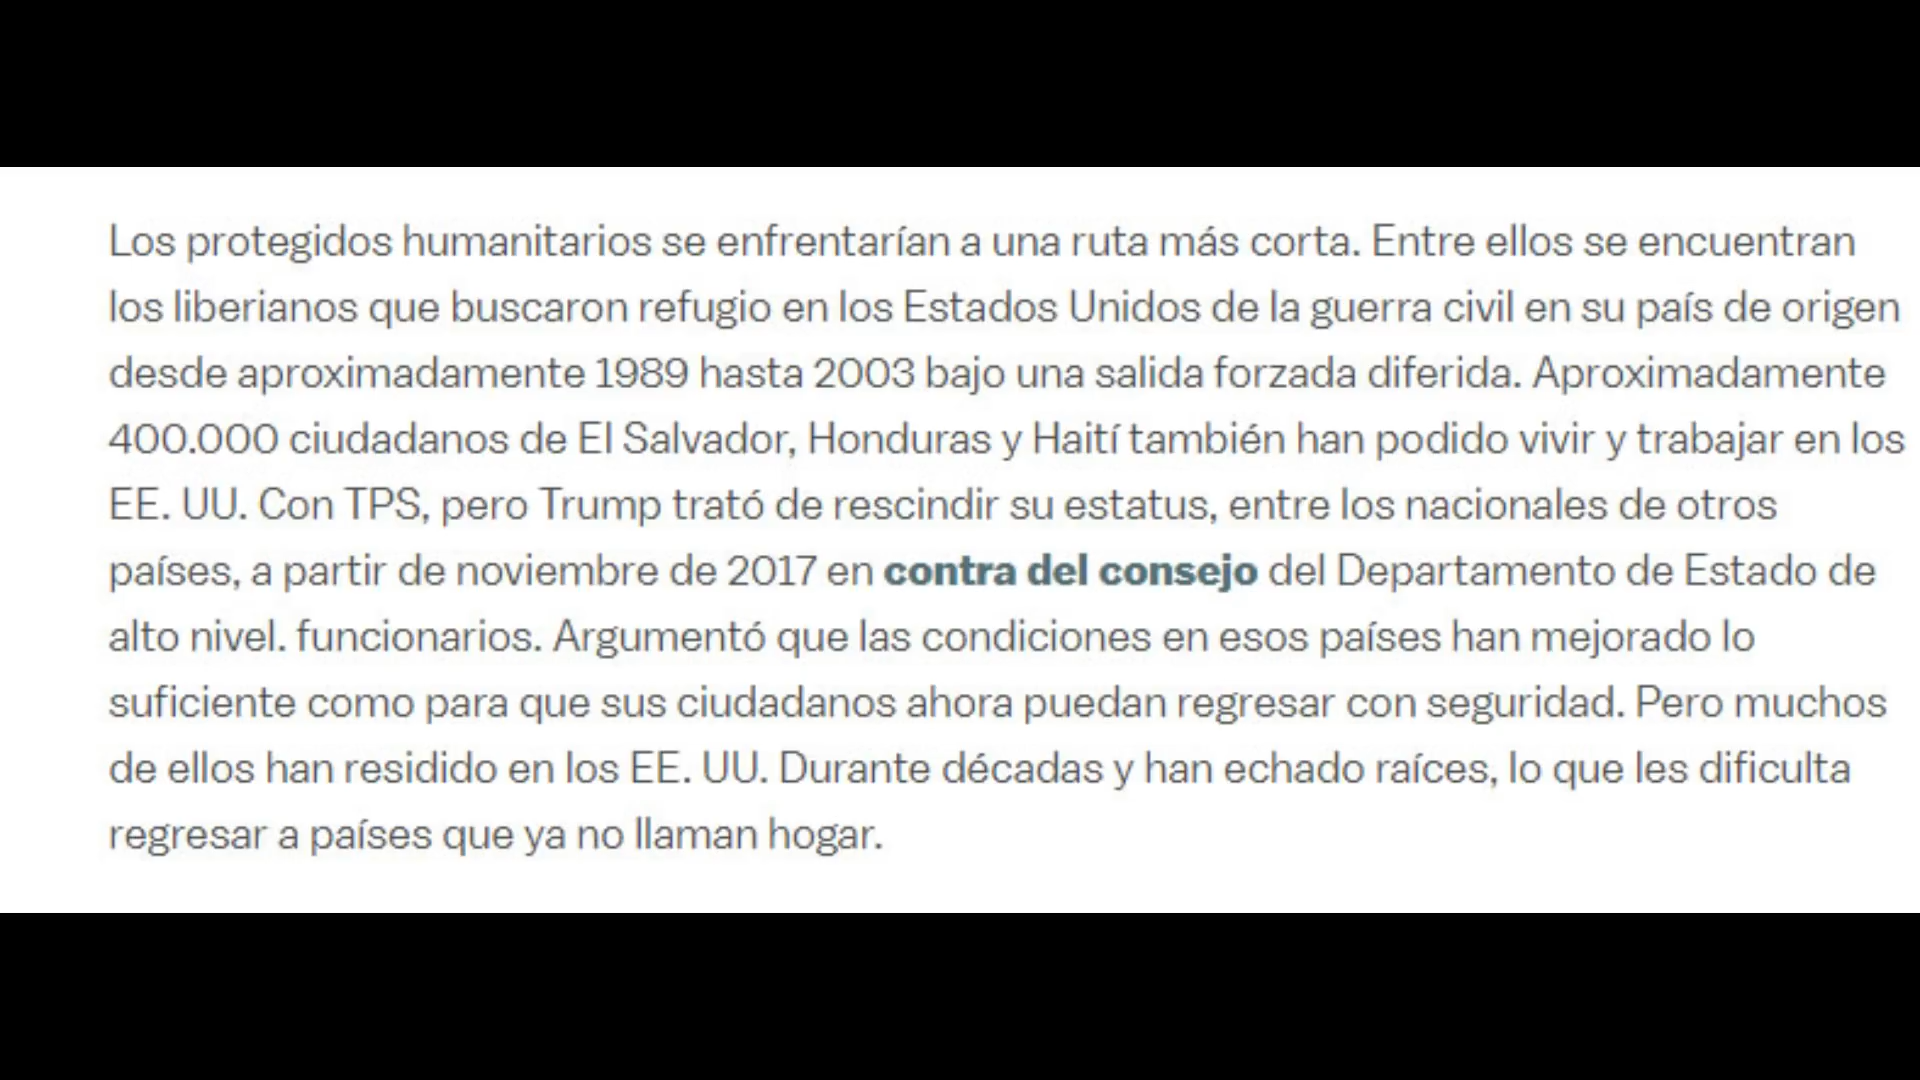 Los protegidos humanitarios se enfrentarían a una ruta más corta. Entre ellos se encuentran
los liberianos que buscaron refugio en los Estados Unidos de la guerra civil en su país de origen
desde aproximadamente 1989 hasta 2003 bajo una salida forzada diferida. Aproximadamente
400.000 ciudadanos de El Salvador, Honduras y Haití también han podido vivir y trabajar en los
EE. UU. Con TPS, pero Trump trató de rescindir su estatus, entre los nacionales de otros
países, a partir de noviembre de 2017 en contra del consejo del Departamento de Estado de
alto nivel. funcionarios. Argumentó que las condiciones en esos países han mejorado lo
suficiente como para que sus ciudadanos ahora puedan regresar con seguridad. Pero muchos
de ellos han residido en los EE. UU. Durante décadas y han echado raíces, lo que les dificulta
regresar a países que ya no llaman hogar.